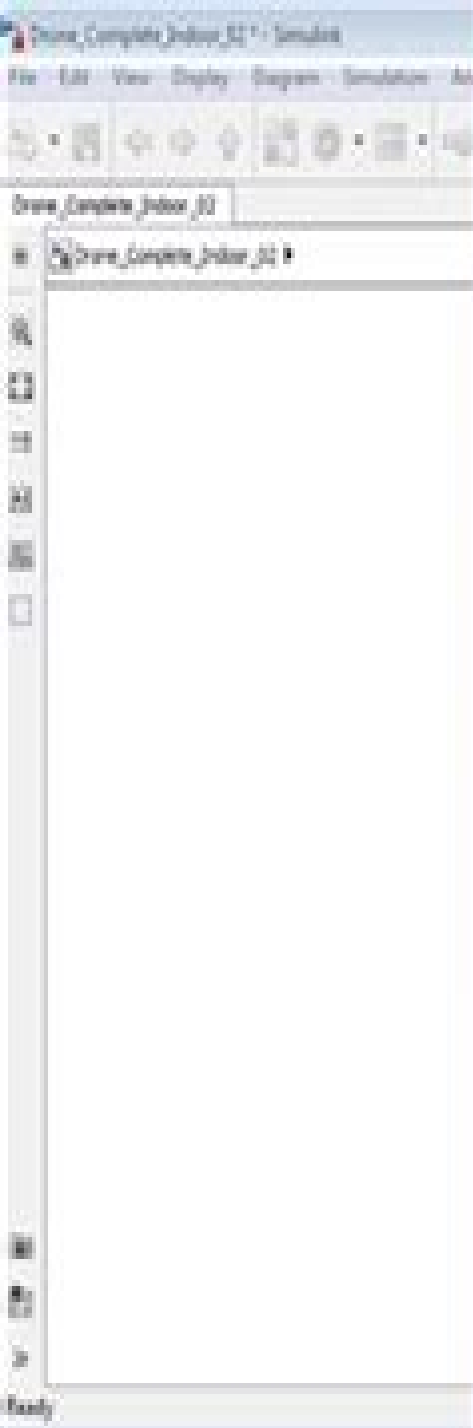 Drone_Complete_Indoor_02 * - Simulink
File Edit View Display Diagram Simulation
Drone_Complete_Indoor_02
Drone_Complete_Indoor_02
Ready